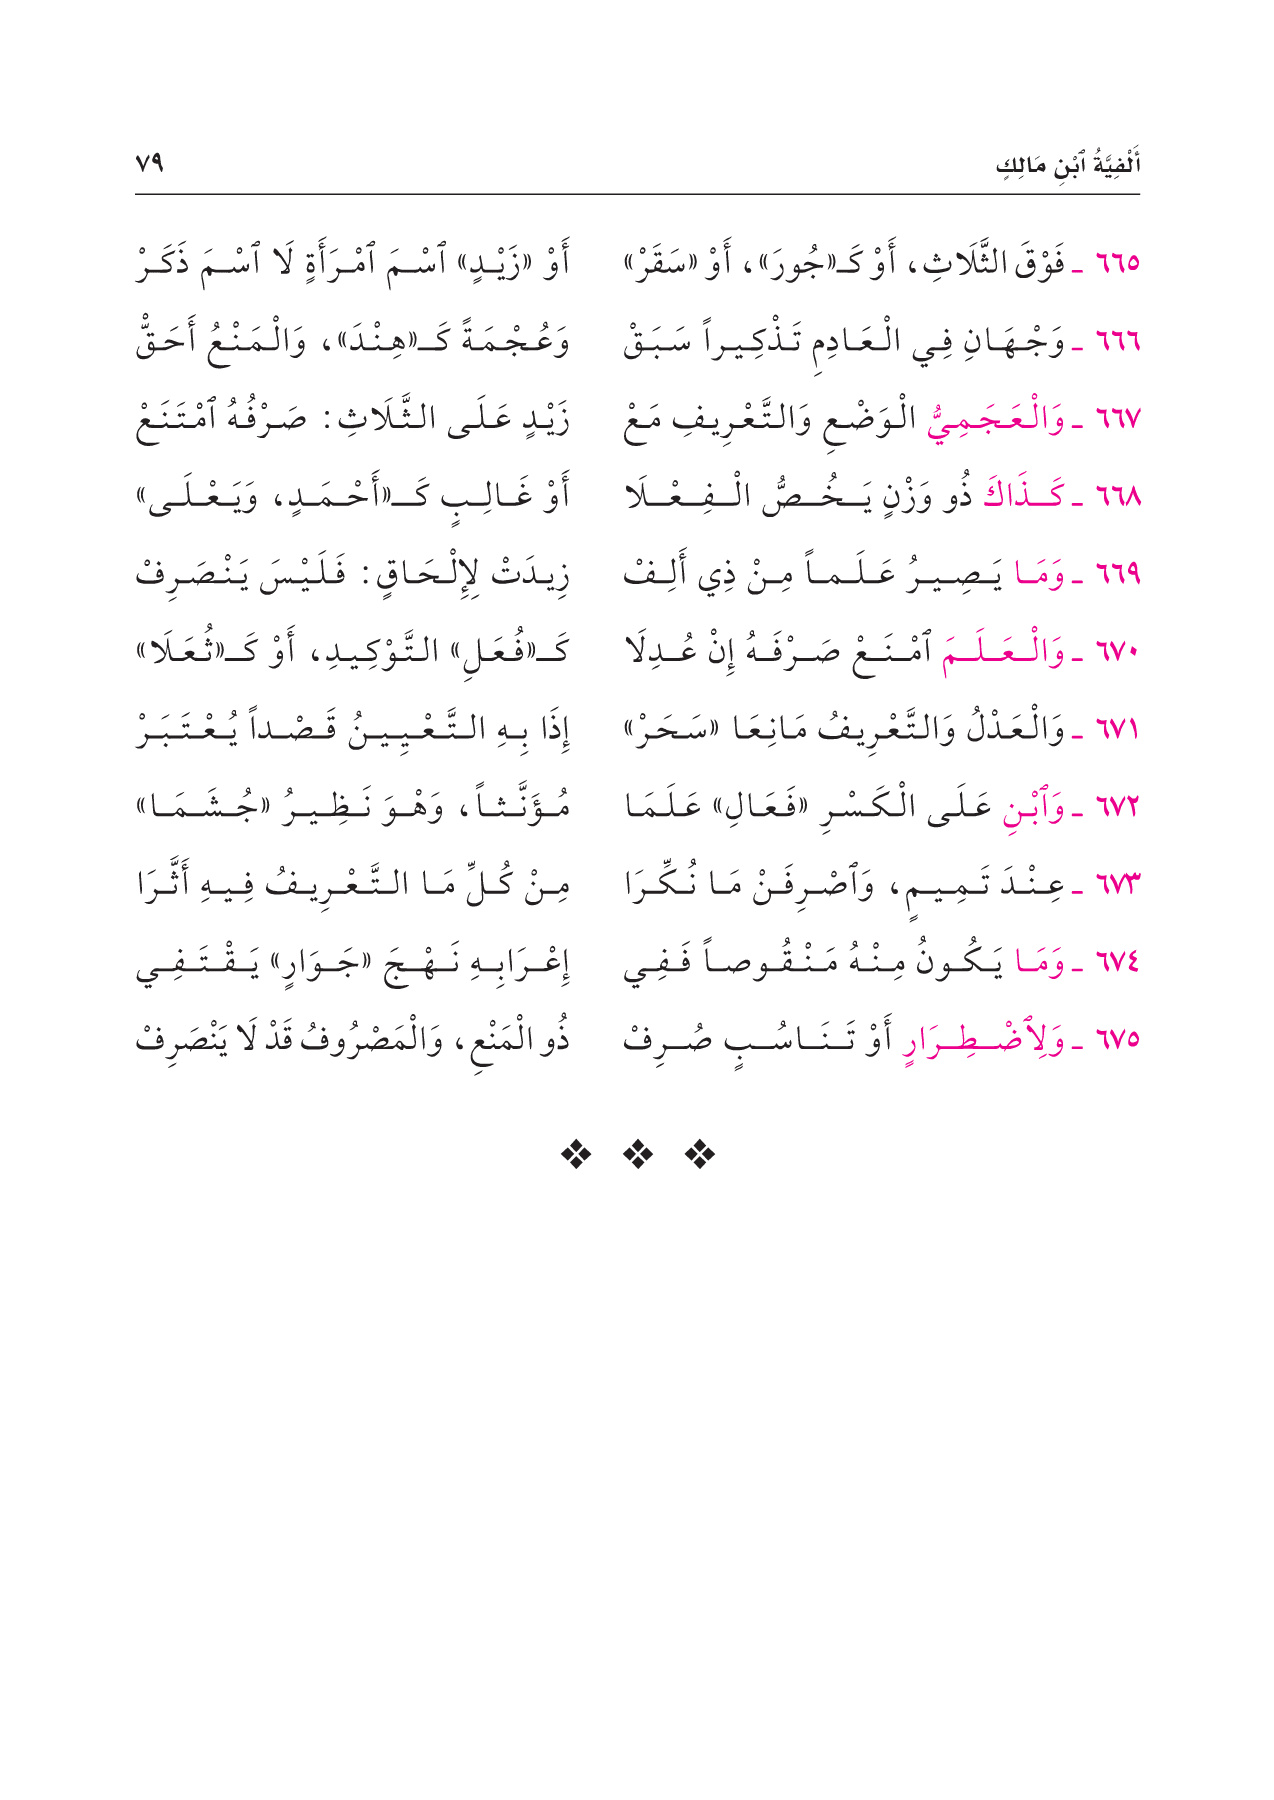 أَلْفِيَّةُ ٱبْنِ مَالِكٍ ٧٩
٦٦٥ ـ فَوْقَ الثَّلَاثِ، أَوْ كَـ«جُورَ»، أَوْ «سَقَرْ» أَوْ «زَيْدٍ» ٱسْمَ ٱمْرَأَةٍ لَا ٱسْمَ ذَكَرْ
٦٦٦ ـ وَجْهَانِ فِي الْعَادِمِ تَذْكِيراً سَبَقْ وَعُجْمَةً كَـ«هِنْدَ»، وَالْمَنْعُ أَحَقّْ
٦٦٧ ـ وَالْعَجَمِيُّ الْوَضْعِ وَالتَّعْرِيفِ مَعْ زَيْدٍ عَلَى الثَّلَاثِ: صَرْفُهُ ٱمْتَنَعْ
٦٦٨ ـ كَذَاكَ ذُو وَزْنٍ يَخُصُّ الْفِعْلَا أَوْ غَالِبٍ كَـ«أَحْمَدٍ، وَيَعْلَى»
٦٦٩ ـ وَمَا يَصِيرُ عَلَماً مِنْ ذِي أَلِفْ زِيدَتْ لِإِلْحَاقٍ: فَلَيْسَ يَنْصَرِفْ
٦٧٠ ـ وَالْعَلَمَ ٱمْنَعْ صَرْفَهُ إِنْ عُدِلَا كَـ«فُعَلِ» التَّوْكِيدِ، أَوْ كَـ«ثُعَلَا»
٦٧١ ـ وَالْعَدْلُ وَالتَّعْرِيفُ مَانِعَا «سَحَرْ» إِذَا بِهِ التَّعْيِينُ قَصْداً يُعْتَبَرْ
٦٧٢ ـ وَٱبْنِ عَلَى الْكَسْرِ «فَعَالِ» عَلَمَا مُؤَنَّثاً، وَهْوَ نَظِيرُ «جُشَمَا»
٦٧٣ ـ عِنْدَ تَمِيمٍ، وَٱصْرِفَنْ مَا نُكِّرَا مِنْ كُلِّ مَا التَّعْرِيفُ فِيهِ أَثَّرَا
٦٧٤ ـ وَمَا يَكُونُ مِنْهُ مَنْقُوصاً فَفِي إِعْرَابِهِ نَهْجَ «جَوَارٍ» يَقْتَفِي
٦٧٥ ـ وَلِٱضْطِرَارٍ أَوْ تَنَاسُبٍ صُرِفْ ذُو الْمَنْعِ، وَالْمَصْرُوفُ قَدْ لَا يَنْصَرِفْ